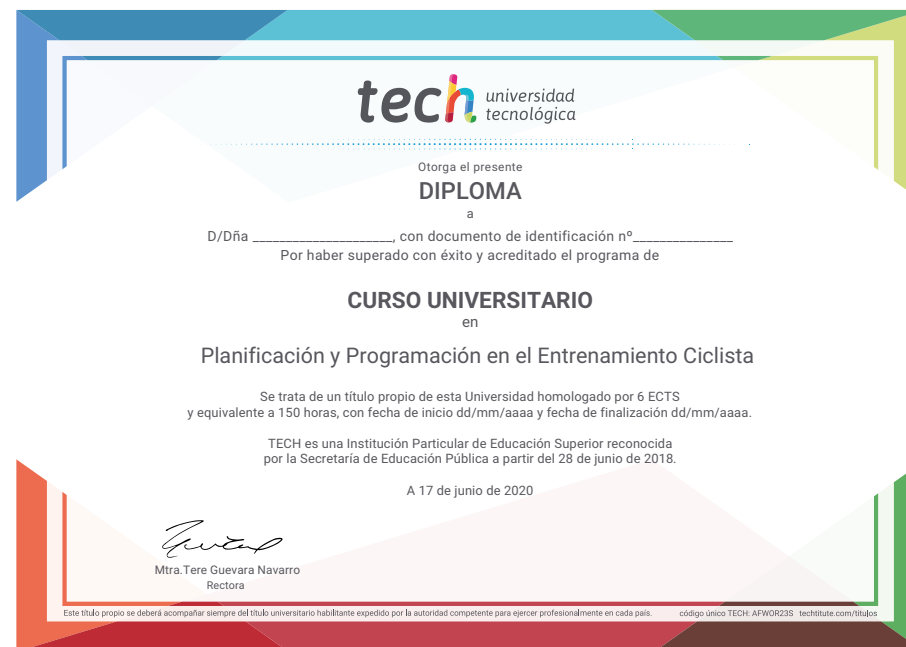 tech universidad
tecnológica
Otorga el presente
DIPLOMA
a
D/Dña _____________________, con documento de identificación nº_______________
Por haber superado con éxito y acreditado el programa de
CURSO UNIVERSITARIO
en
Planificación y Programación en el Entrenamiento Ciclista
Se trata de un título propio de esta Universidad homologado por 6 ECTS
y equivalente a 150 horas, con fecha de inicio dd/mm/aaaa y fecha de finalización dd/mm/aaaa.
TECH es una Institución Particular de Educación Superior reconocida
por la Secretaría de Educación Pública a partir del 28 de junio de 2018.
A 17 de junio de 2020
Mtra.Tere Guevara Navarro
Rectora
Este título propio se deberá acompañar siempre del título universitario habilitante expedido por la autoridad competente para ejercer profesionalmente en cada país. código único TECH: AFWOR23S techtitute.com/títulos